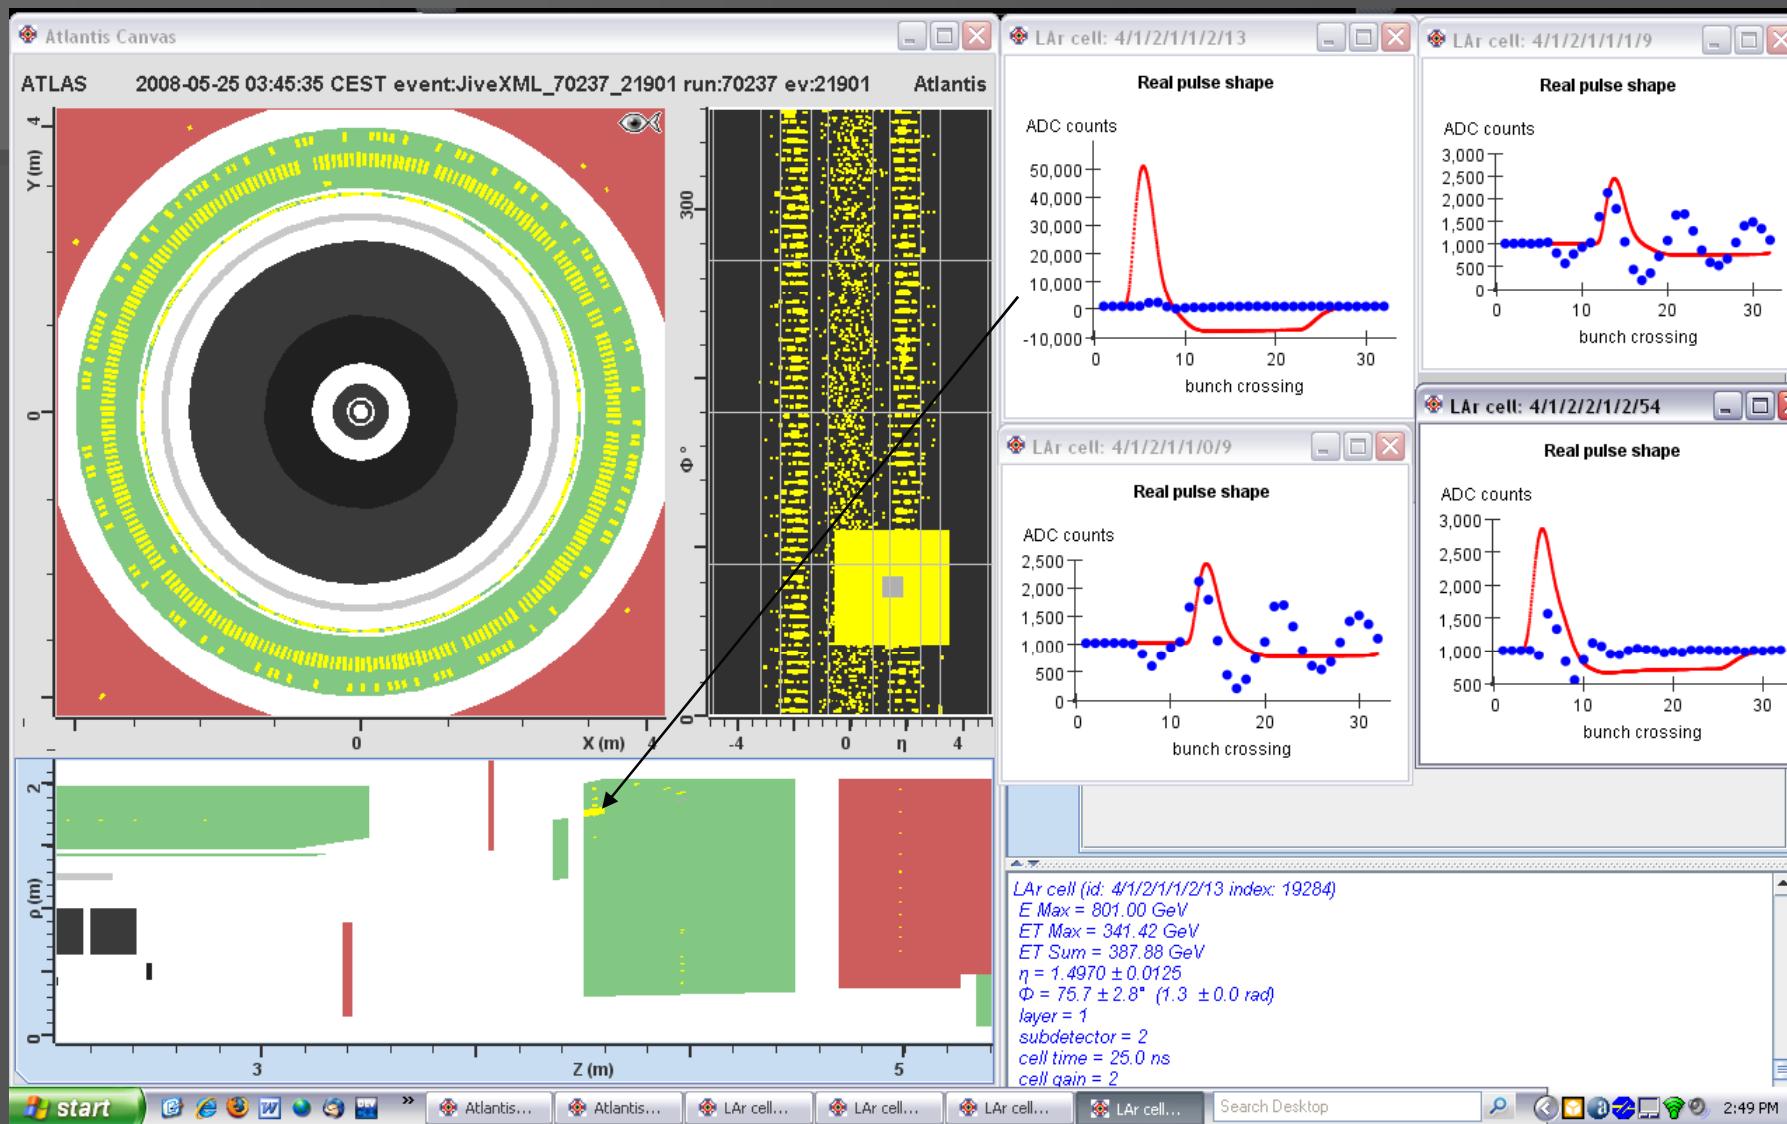 Atlantis Canvas
ATLAS 2008-05-25 03:45:35 CEST event:JiveXML_70237_21901 run:70237 ev:21901 Atlantis
4
Y (m)
0
0 X (m) 4
300
Φ °
0
-4 0 η 4
2
ρ (m)
0
3 Z (m) 5
LAr cell: 4/1/2/1/1/2/13
Real pulse shape
ADC counts
50,000
40,000
30,000
20,000
10,000
0
-10,000
0 10 20 30
bunch crossing
LAr cell: 4/1/2/1/1/1/9
Real pulse shape
ADC counts
3,000
2,500
2,000
1,500
1,000
500
0
0 10 20 30
bunch crossing
LAr cell: 4/1/2/1/1/0/9
Real pulse shape
ADC counts
2,500
2,000
1,500
1,000
500
0
0 10 20 30
bunch crossing
LAr cell: 4/1/2/2/1/2/54
Real pulse shape
ADC counts
3,000
2,500
2,000
1,500
1,000
500
0 10 20 30
bunch crossing
LAr cell (id: 4/1/2/1/1/2/13 index: 19284)
E Max = 801.00 GeV
ET Max = 341.42 GeV
ET Sum = 387.88 GeV
η = 1.4970 ± 0.0125
Φ = 75.7 ± 2.8° (1.3 ± 0.0 rad)
layer = 1
subdetector = 2
cell time = 25.0 ns
cell gain = 2
start » Atlantis... Atlantis... LAr cell... LAr cell... LAr cell... LAr cell... Search Desktop 2:49 PM